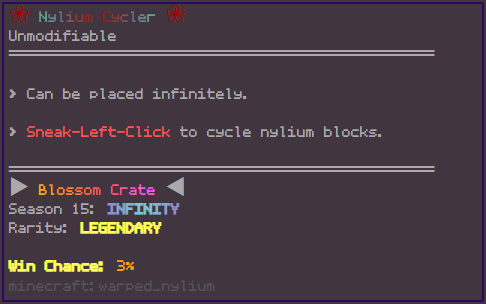 Nylium Cycler
Unmodifiable
> Can be placed infinitely.
> Sneak-Left-Click to cycle nylium blocks.
▶ Blossom Crate ◀
Season 15: INFINITY
Rarity: LEGENDARY
Win Chance: 3%
minecraft:warped_nylium